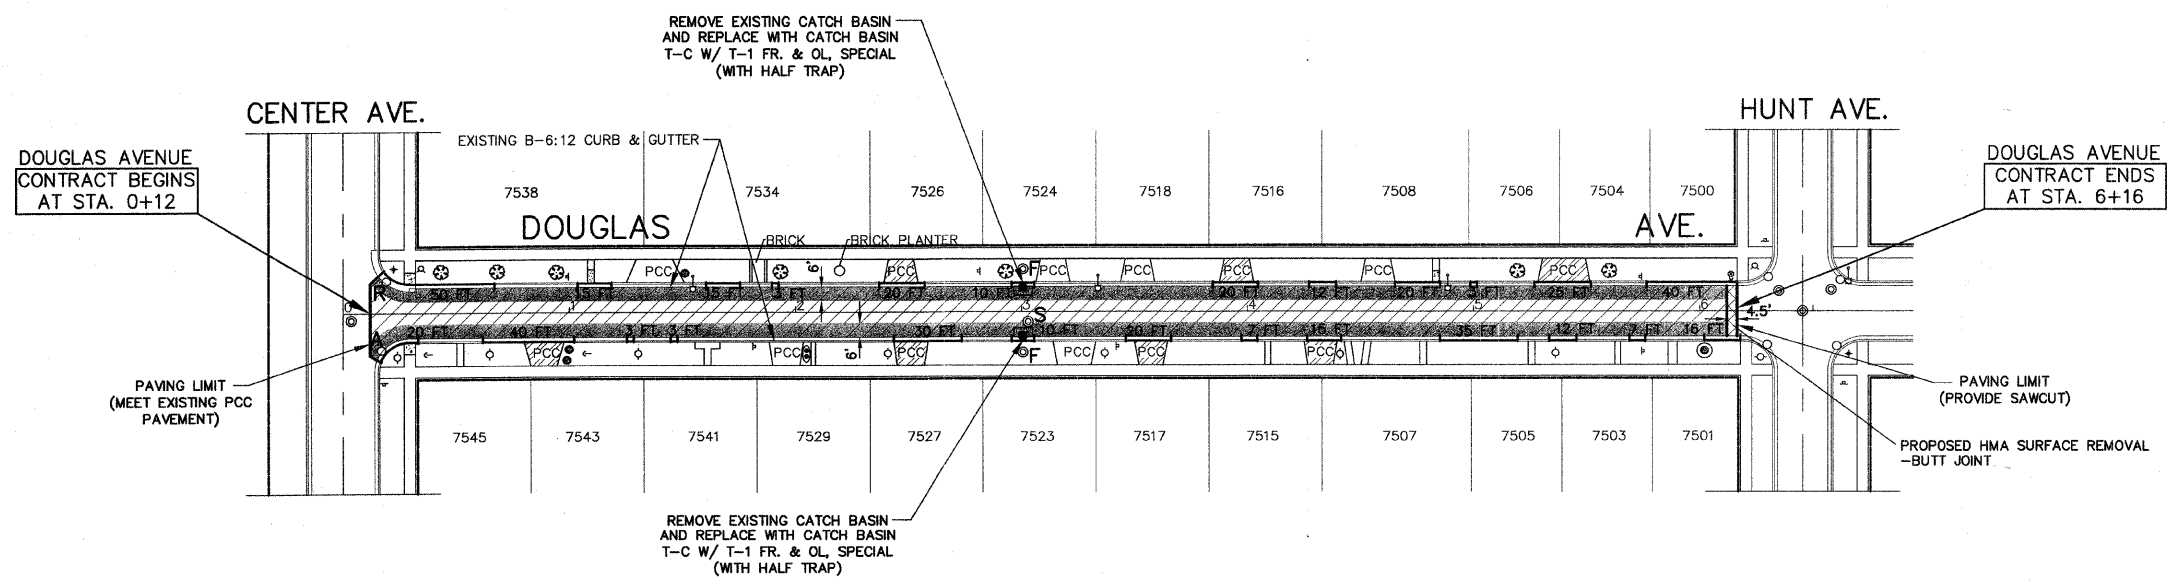 REMOVE EXISTING CATCH BASIN
AND REPLACE WITH CATCH BASIN
T-C W/ T-1 FR. & OL, SPECIAL
(WITH HALF TRAP)
CENTER AVE.
HUNT AVE.
EXISTING B-6:12 CURB & GUTTER
DOUGLAS AVENUE
CONTRACT BEGINS
AT STA. 0+12
DOUGLAS AVENUE
CONTRACT ENDS
AT STA. 6+16
7538 7534 7526 7524 7518 7516 7508 7506 7504 7500
DOUGLAS AVE.
BRICK BRICK PLANTER
PCC 6' PCC F PCC PCC PCC PCC PCC
R 50 FT 15 FT 15 FT 3 FT 20 FT 10 FT 20 FT 12 FT 20 FT 3 FT 25 FT 40 FT
0 1 2 3 4 5 6 4.5'
S
A 20 FT 40 FT 3 FT 3 FT 30 FT 10 FT 20 FT 7 FT 16 FT 35 FT 12 FT 7 FT 16 FT
PCC PCC 6' PCC F PCC PCC PCC
PAVING LIMIT
(MEET EXISTING PCC
PAVEMENT)
PAVING LIMIT
(PROVIDE SAWCUT)
7545 7543 7541 7529 7527 7523 7517 7515 7507 7505 7503 7501
PROPOSED HMA SURFACE REMOVAL
-BUTT JOINT
REMOVE EXISTING CATCH BASIN
AND REPLACE WITH CATCH BASIN
T-C W/ T-1 FR. & OL, SPECIAL
(WITH HALF TRAP)